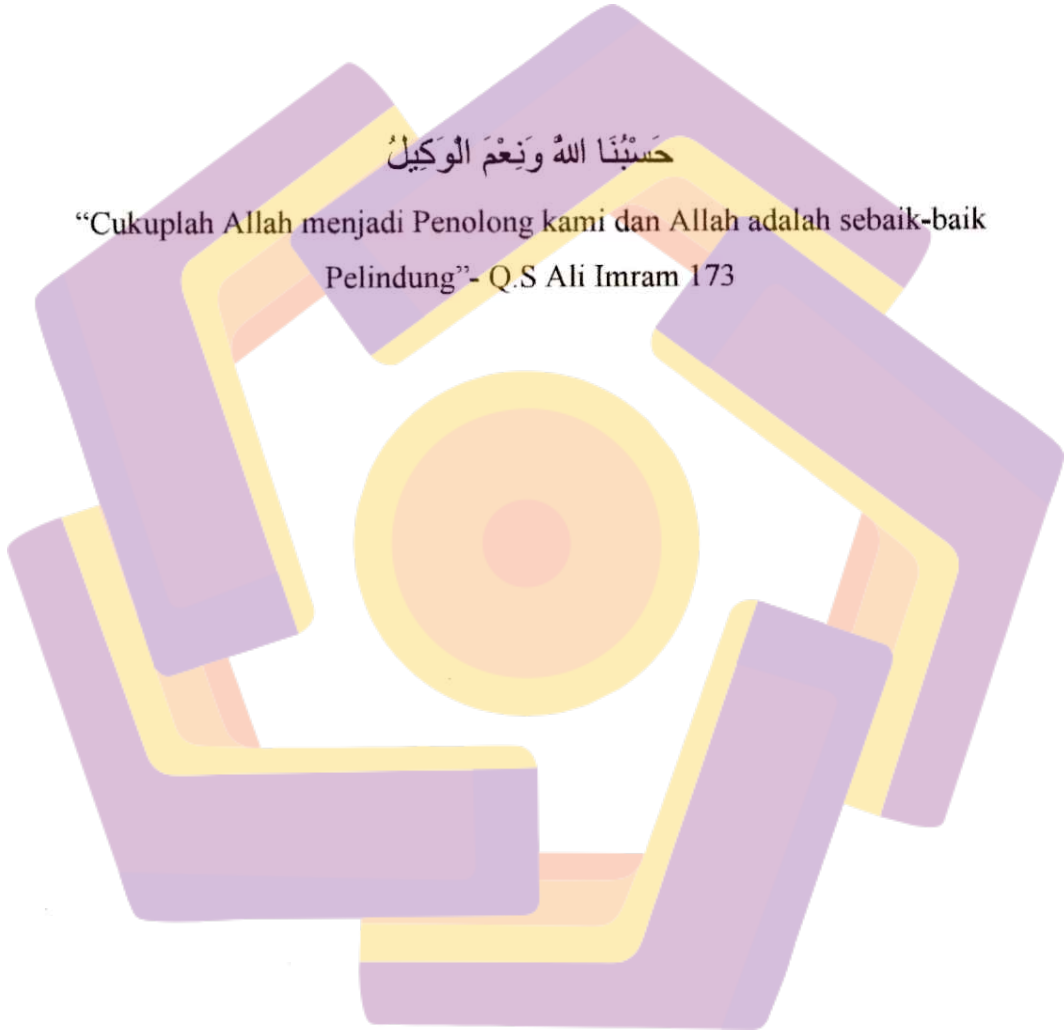 حَسْبُنَا اللهُ وَنِعْمَ الْوَكِيلُ
“Cukuplah Allah menjadi Penolong kami dan Allah adalah sebaik-baik
Pelindung”- Q.S Ali Imram 173